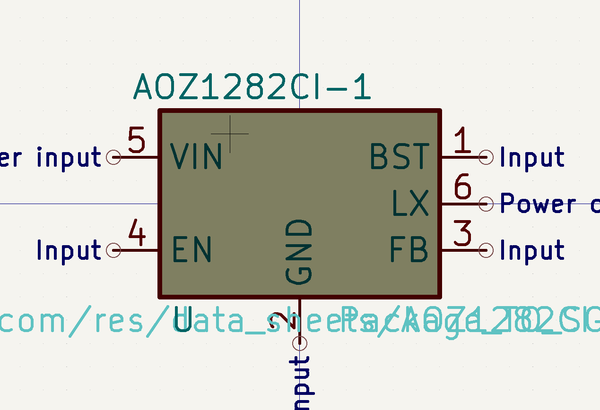 AOZ1282CI-1
er input 5 VIN BST 1 Input
LX 6 Power
Input 4 EN FB 3 Input
GND
2
U
com/res/data_sheets/AOZ1282CI
Package_TO_SO
nput